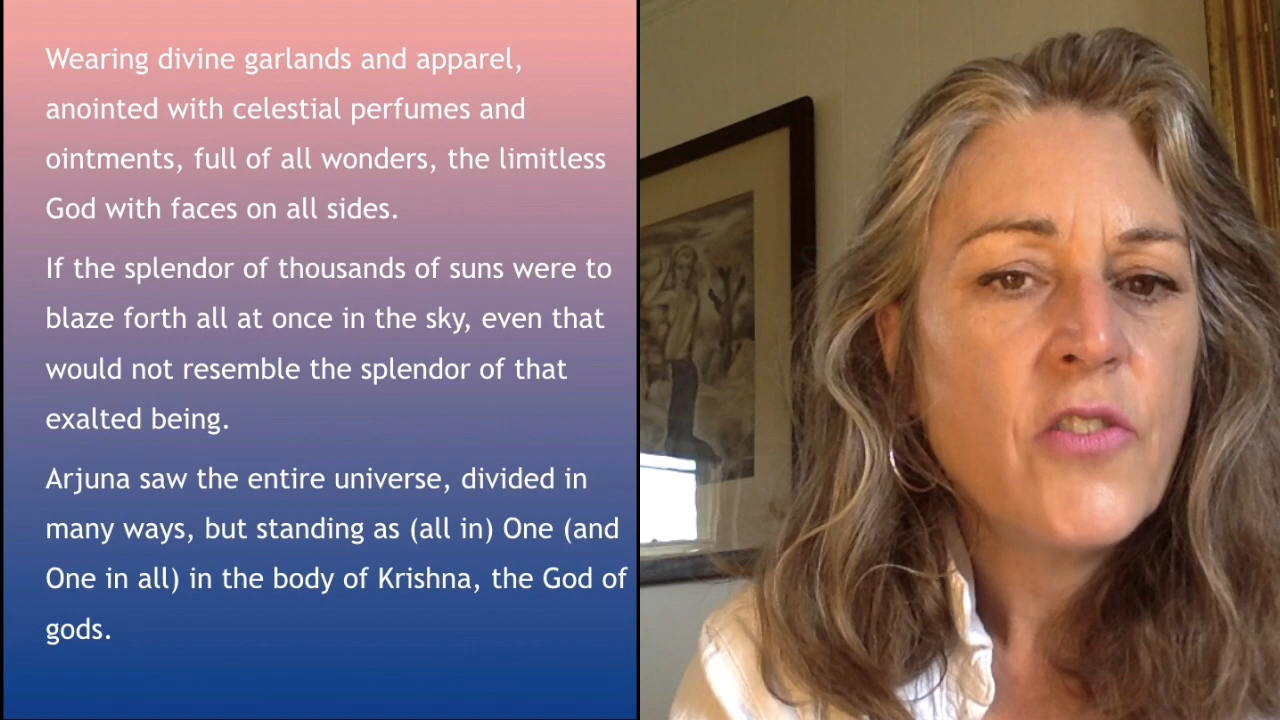 Wearing divine garlands and apparel,
anointed with celestial perfumes and
ointments, full of all wonders, the limitless
God with faces on all sides.
If the splendor of thousands of suns were to
blaze forth all at once in the sky, even that
would not resemble the splendor of that
exalted being.
Arjuna saw the entire universe, divided in
many ways, but standing as (all in) One (and
One in all) in the body of Krishna, the God of
gods.